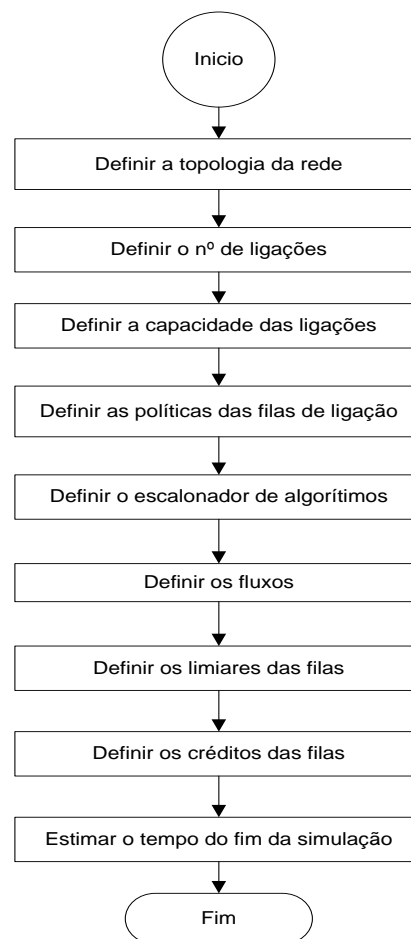 Inicio
Definir a topologia da rede
Definir o nº de ligações
Definir a capacidade das ligações
Definir as políticas das filas de ligação
Definir o escalonador de algorítimos
Definir os fluxos
Definir os limiares das filas
Definir os créditos das filas
Estimar o tempo do fim da simulação
Fim